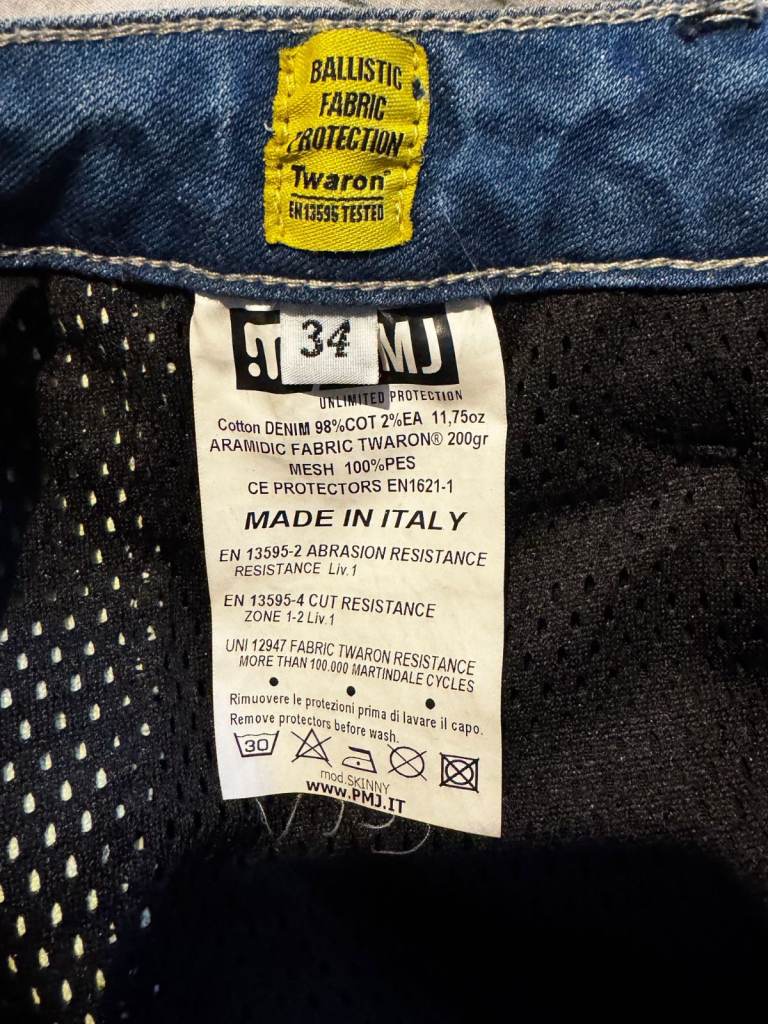 BALLISTIC
FABRIC
PROTECTION
Twaron®
EN13595 TESTED
34
MJ
UNLIMITED PROTECTION
Cotton DENIM 98%COT 2%EA 11,75oz
ARAMIDIC FABRIC TWARON® 200gr
MESH 100%PES
CE PROTECTORS EN1621-1
MADE IN ITALY
EN 13595-2 ABRASION RESISTANCE
RESISTANCE Liv.1
EN 13595-4 CUT RESISTANCE
ZONE 1-2 Liv.1
UNI 12947 FABRIC TWARON RESISTANCE
MORE THAN 100.000 MARTINDALE CYCLES
Rimuovere le protezioni prima di lavare il capo.
Remove protectors before wash.
30
mod.SKINNY
www.PMJ.IT